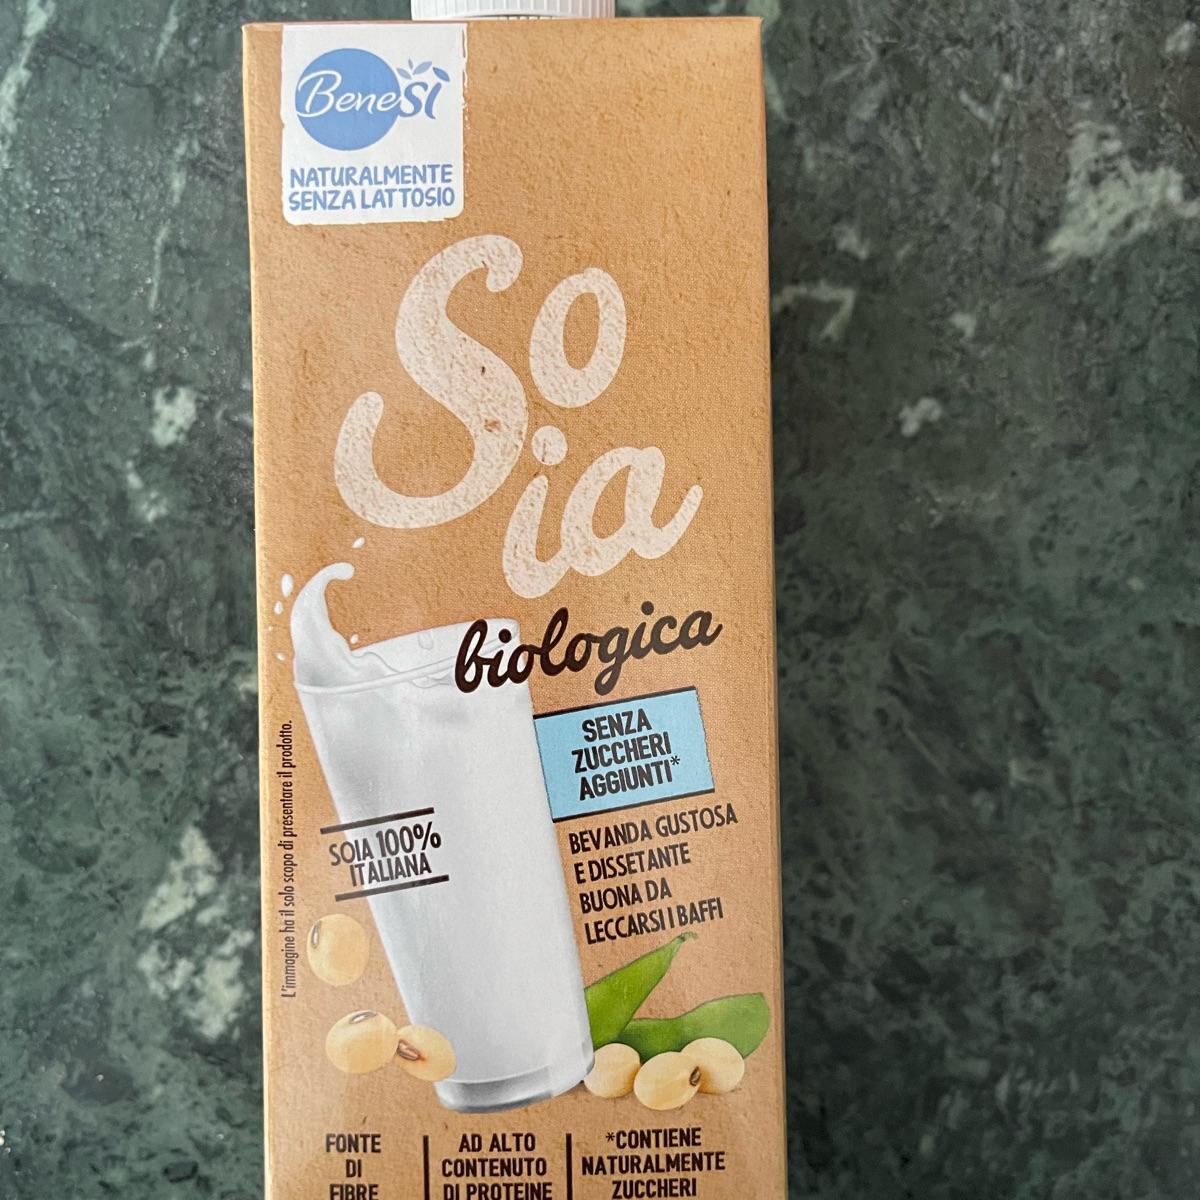 BeneSì
NATURALMENTE
SENZA LATTOSIO
So
ia
biologica
SENZA
ZUCCHERI
AGGIUNTI*
BEVANDA GUSTOSA
E DISSETANTE
BUONA DA
LECCARSI I BAFFI
SOIA 100%
ITALIANA
L'immagine ha il solo scopo di presentare il prodotto.
FONTE
DI
FIBRE
AD ALTO
CONTENUTO
DI PROTEINE
*CONTIENE
NATURALMENTE
ZUCCHERI